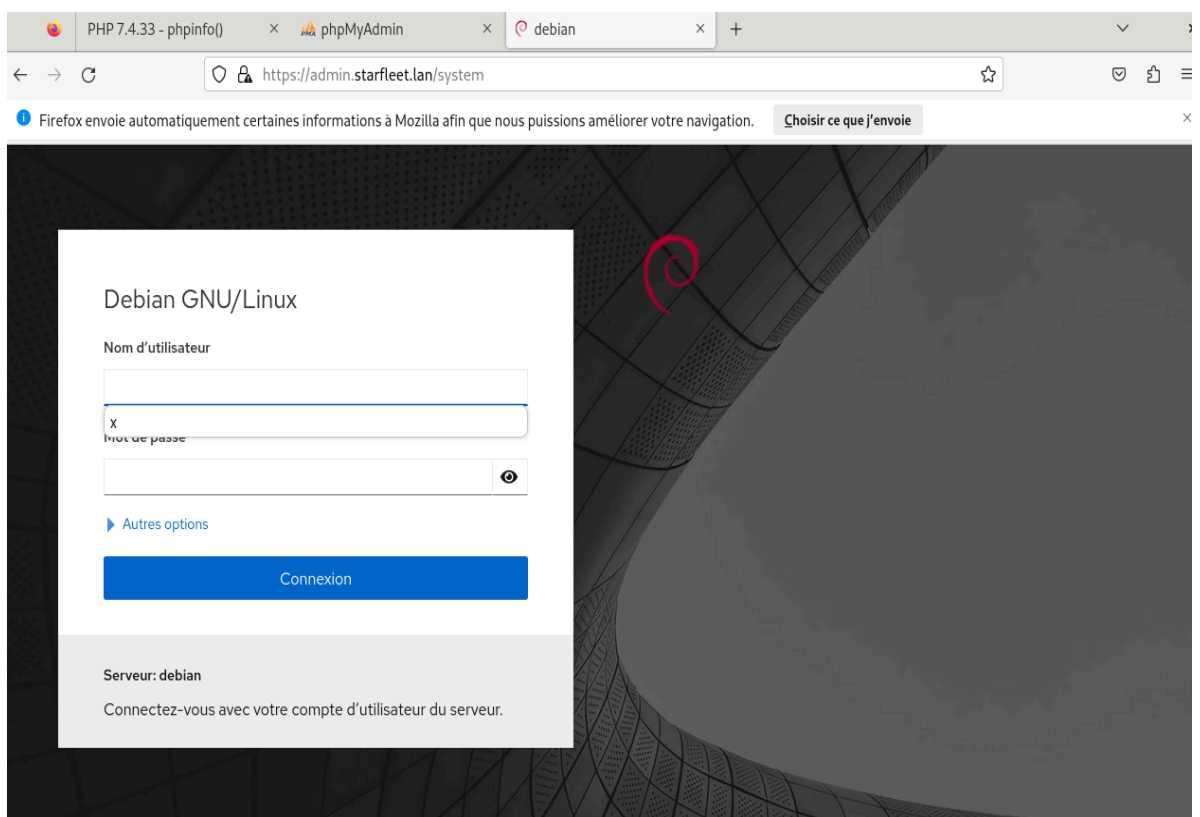 PHP 7.4.33 - phpinfo()
phpMyAdmin
debian
https://admin.starfleet.lan/system
Firefox envoie automatiquement certaines informations à Mozilla afin que nous puissions améliorer votre navigation.
Choisir ce que j'envoie
Debian GNU/Linux
Nom d'utilisateur
x
Mot de passe
Autres options
Connexion
Serveur: debian
Connectez-vous avec votre compte d'utilisateur du serveur.